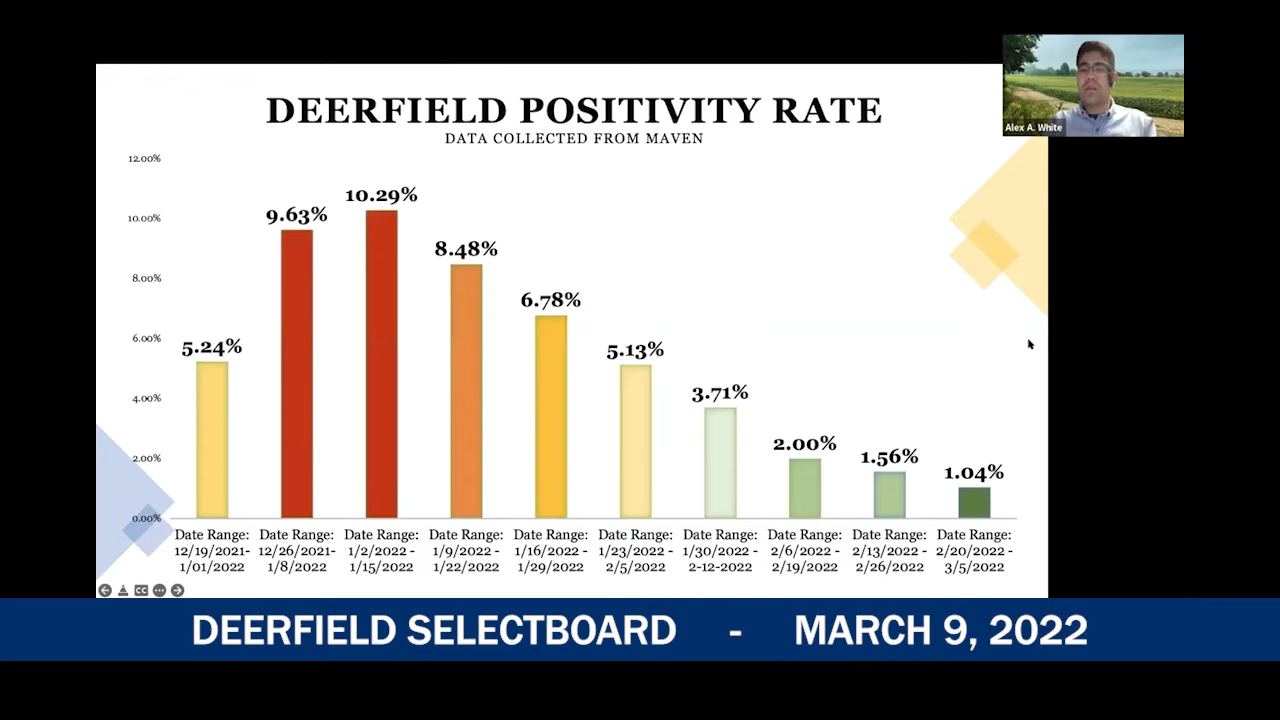 Alex A. White
DEERFIELD POSITIVITY RATE
DATA COLLECTED FROM MAVEN
12.00%
10.00%
8.00%
6.00%
4.00%
2.00%
0.00%
5.24%
9.63%
10.29%
8.48%
6.78%
5.13%
3.71%
2.00%
1.56%
1.04%
Date Range:
12/19/2021-
1/01/2022
Date Range:
12/26/2021-
1/8/2022
Date Range:
1/2/2022 -
1/15/2022
Date Range:
1/9/2022 -
1/22/2022
Date Range:
1/16/2022 -
1/29/2022
Date Range:
1/23/2022 -
2/5/2022
Date Range:
1/30/2022 -
2-12-2022
Date Range:
2/6/2022 -
2/19/2022
Date Range:
2/13/2022 -
2/26/2022
Date Range:
2/20/2022 -
3/5/2022
CC
DEERFIELD SELECTBOARD - MARCH 9, 2022